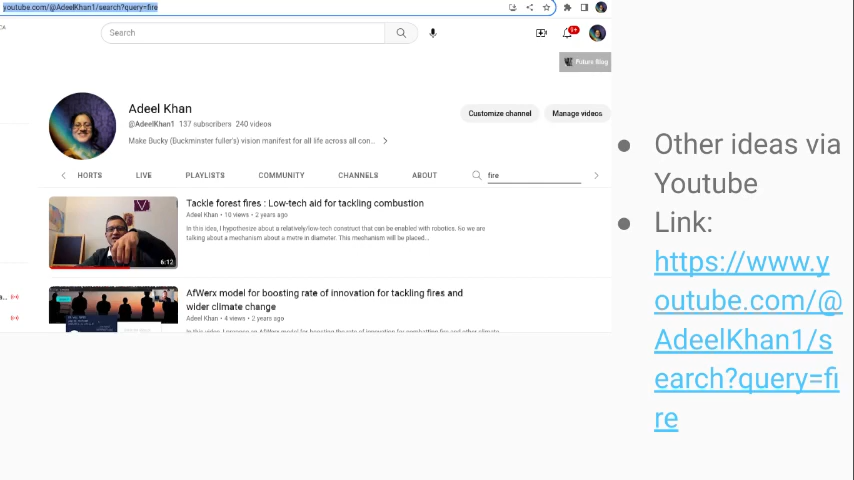 youtube.com/@AdeelKhan1/search?query=fire
Search
9+
Future Blog
Adeel Khan
@AdeelKhan1 137 subscribers 240 videos
Customize channel
Manage videos
Make Bucky (Buckminster fuller's) vision manifest for all life across all con...
HORTS LIVE PLAYLISTS COMMUNITY CHANNELS ABOUT fire
Tackle forest fires : Low-tech aid for tackling combustion
Adeel Khan • 10 views • 2 years ago
In this idea, I hypothesize about a relatively/low-tech construct that can be enabled with robotics. So we are
talking about a mechanism about a metre in diameter. This mechanism will be placed...
6:12
AfWerx model for boosting rate of innovation for tackling fires and
wider climate change
Adeel Khan • 4 views • 2 years ago
• Other ideas via
Youtube
• Link:
https://www.y
outube.com/@
AdeelKhan1/s
earch?query=fi
re